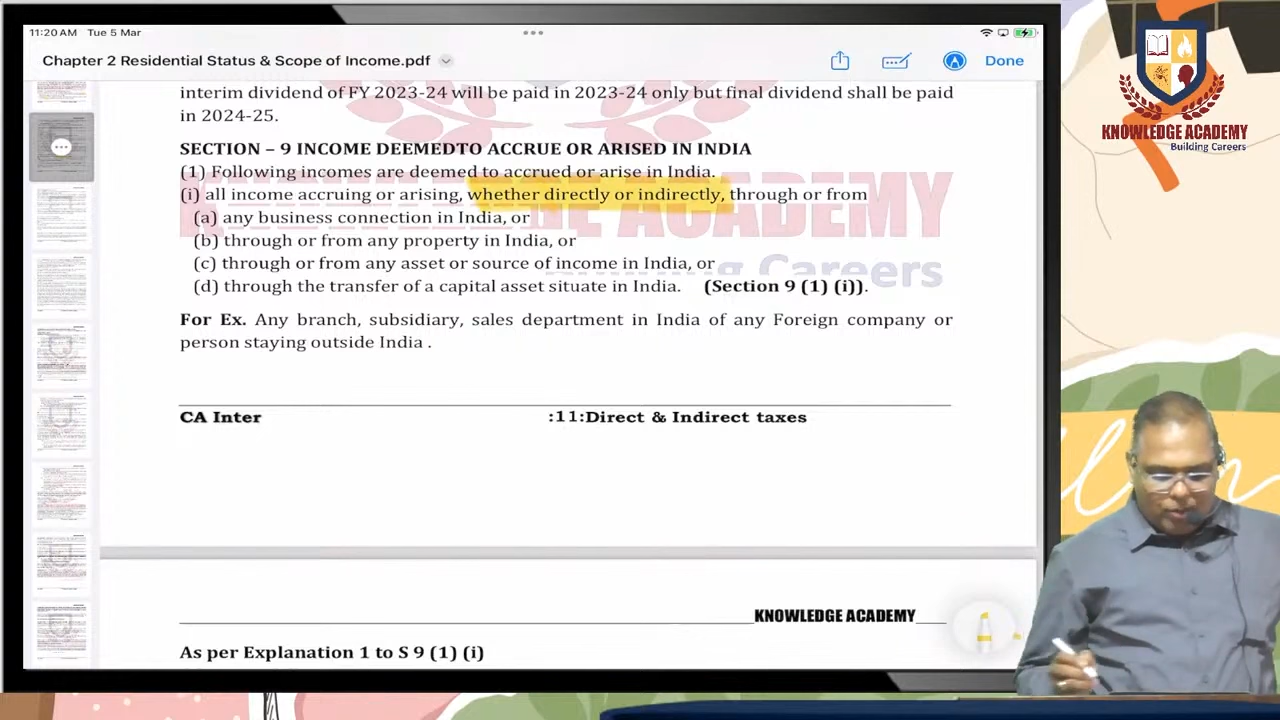 11:20 AM Tue 5 Mar
Chapter 2 Residential Status & Scope of Income.pdf
Done
interim dividend of FY 2023-24 will be paid in 2023-24 only but final dividend shall be paid
in 2024-25.
SECTION – 9 INCOME DEEMEDTO ACCRUE OR ARISED IN INDIA
(1) Following incomes are deemed to accrued or arise in India.
(i) all income accruing or arising, whether directly or indirectly, through or from
(a) any business connection in India, or
(b) through or from any property in India, or
(c) through or from any asset or source of income in India, or
(d) through the transfer of a capital asset situate in India. (Section 9 (1) (i)).
For Ex. Any branch, subsidiary, sales department in India of any Foreign company or
person staying outside India
CA Inter :11:Direct & Indirect taxes
KNOWLEDGE ACADEMY
As per Explanation 1 to S9 (1) (i)
KNOWLEDGE ACADEMY
Building Careers